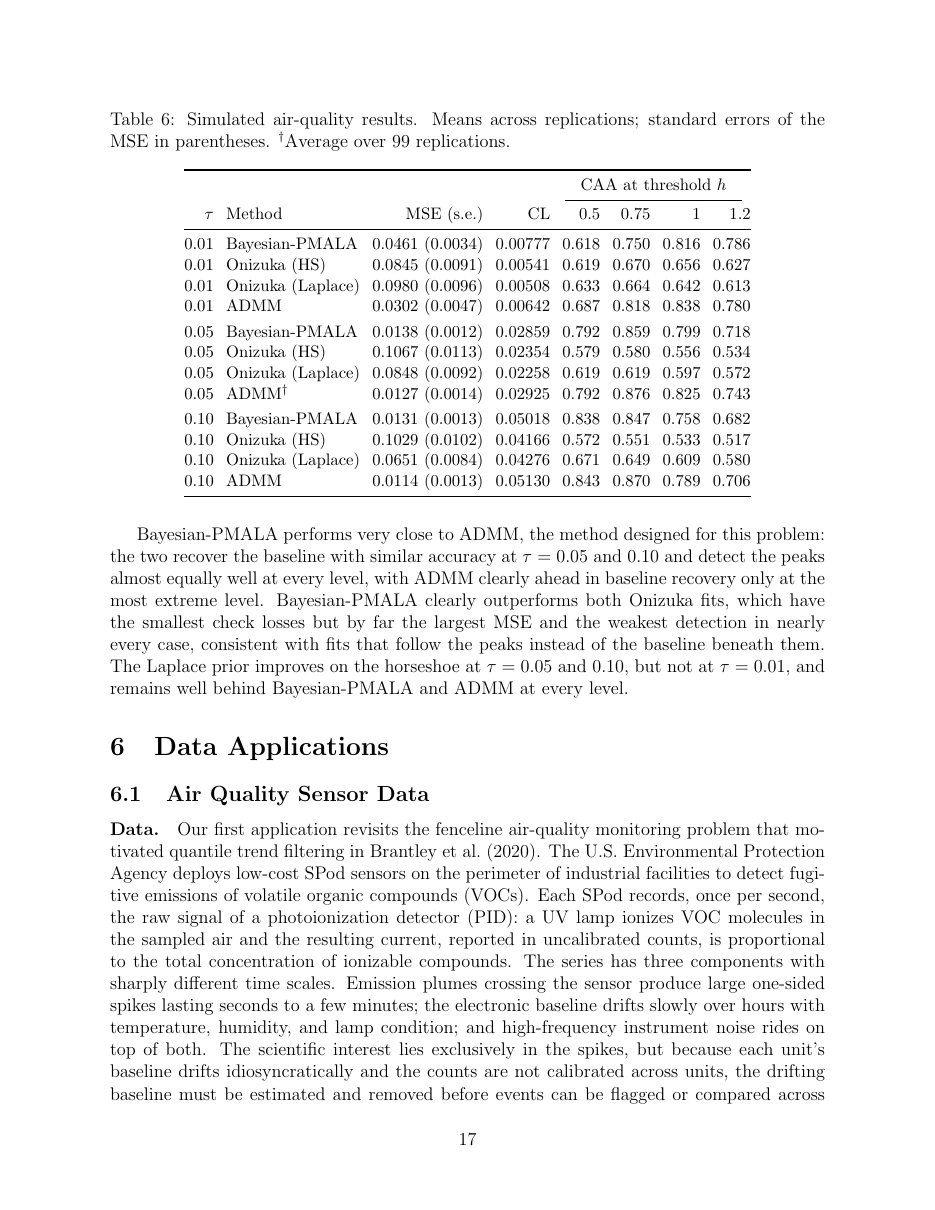 Table 6: Simulated air-quality results. Means across replications; standard errors of the
MSE in parentheses. †Average over 99 replications.
CAA at threshold h
τ Method MSE (s.e.) CL 0.5 0.75 1 1.2
0.01 Bayesian-PMALA 0.0461 (0.0034) 0.00777 0.618 0.750 0.816 0.786
0.01 Onizuka (HS) 0.0845 (0.0091) 0.00541 0.619 0.670 0.656 0.627
0.01 Onizuka (Laplace) 0.0980 (0.0096) 0.00508 0.633 0.664 0.642 0.613
0.01 ADMM 0.0302 (0.0047) 0.00642 0.687 0.818 0.838 0.780
0.05 Bayesian-PMALA 0.0138 (0.0012) 0.02859 0.792 0.859 0.799 0.718
0.05 Onizuka (HS) 0.1067 (0.0113) 0.02354 0.579 0.580 0.556 0.534
0.05 Onizuka (Laplace) 0.0848 (0.0092) 0.02258 0.619 0.619 0.597 0.572
0.05 ADMM† 0.0127 (0.0014) 0.02925 0.792 0.876 0.825 0.743
0.10 Bayesian-PMALA 0.0131 (0.0013) 0.05018 0.838 0.847 0.758 0.682
0.10 Onizuka (HS) 0.1029 (0.0102) 0.04166 0.572 0.551 0.533 0.517
0.10 Onizuka (Laplace) 0.0651 (0.0084) 0.04276 0.671 0.649 0.609 0.580
0.10 ADMM 0.0114 (0.0013) 0.05130 0.843 0.870 0.789 0.706
Bayesian-PMALA performs very close to ADMM, the method designed for this problem:
the two recover the baseline with similar accuracy at τ = 0.05 and 0.10 and detect the peaks
almost equally well at every level, with ADMM clearly ahead in baseline recovery only at the
most extreme level. Bayesian-PMALA clearly outperforms both Onizuka fits, which have
the smallest check losses but by far the largest MSE and the weakest detection in nearly
every case, consistent with fits that follow the peaks instead of the baseline beneath them.
The Laplace prior improves on the horseshoe at τ = 0.05 and 0.10, but not at τ = 0.01, and
remains well behind Bayesian-PMALA and ADMM at every level.
6 Data Applications
6.1 Air Quality Sensor Data
Data. Our first application revisits the fenceline air-quality monitoring problem that mo-
tivated quantile trend filtering in Brantley et al. (2020). The U.S. Environmental Protection
Agency deploys low-cost SPod sensors on the perimeter of industrial facilities to detect fugi-
tive emissions of volatile organic compounds (VOCs). Each SPod records, once per second,
the raw signal of a photoionization detector (PID): a UV lamp ionizes VOC molecules in
the sampled air and the resulting current, reported in uncalibrated counts, is proportional
to the total concentration of ionizable compounds. The series has three components with
sharply different time scales. Emission plumes crossing the sensor produce large one-sided
spikes lasting seconds to a few minutes; the electronic baseline drifts slowly over hours with
temperature, humidity, and lamp condition; and high-frequency instrument noise rides on
top of both. The scientific interest lies exclusively in the spikes, but because each unit's
baseline drifts idiosyncratically and the counts are not calibrated across units, the drifting
baseline must be estimated and removed before events can be flagged or compared across
17